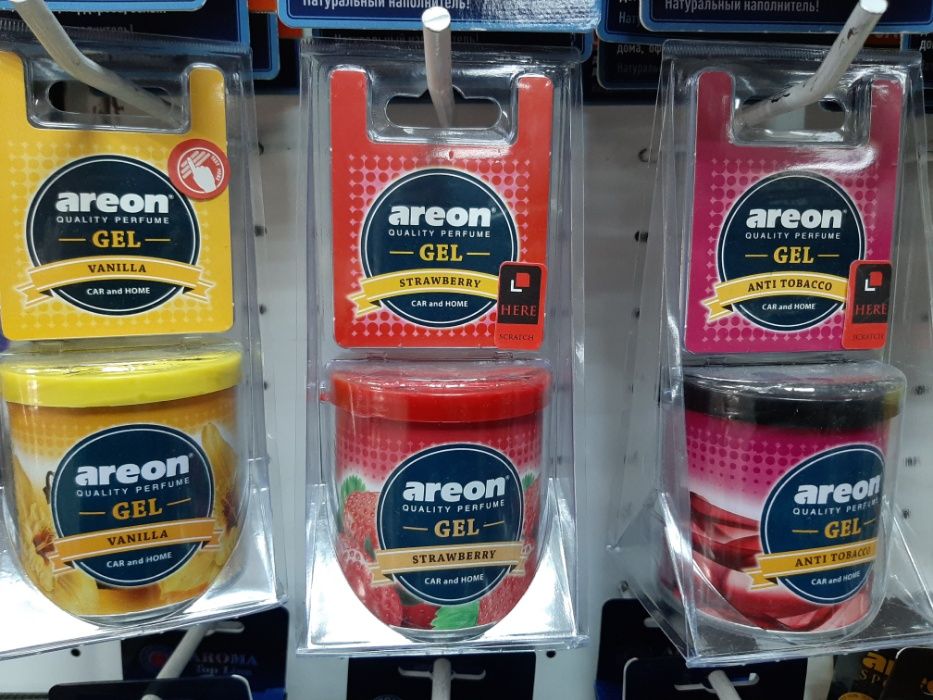 Натуральный наполнитель!
Натуральный наполнитель!
areon
QUALITY PERFUME
GEL
VANILLA
CAR and HOME
areon
QUALITY PERFUME
GEL
STRAWBERRY
CAR and HOME
HERE
SCRATCH
areon
QUALITY PERFUME
GEL
ANTI TOBACCO
CAR and HOME
HERE
SCRATCH
areon
QUALITY PERFUME
GEL
VANILLA
CAR and HOME
areon
QUALITY PERFUME
GEL
STRAWBERRY
CAR and HOME
areon
QUALITY PERFUME
GEL
ANTI TOBACCO
CAR and HOME
AROMA
Top Line